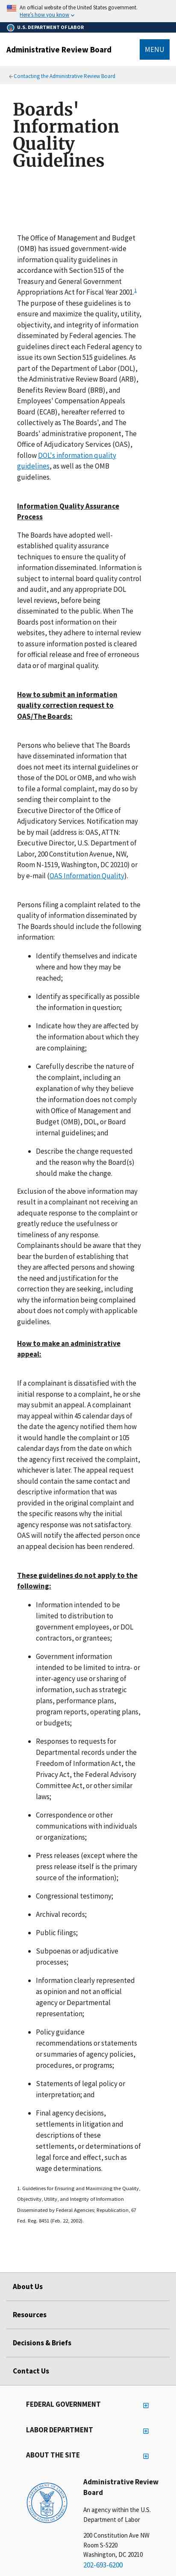 An official website of the United States government.
Here's how you know
U.S. DEPARTMENT OF LABOR
Administrative Review Board
MENU
← Contacting the Administrative Review Board
Boards'
Information
Quality
Guidelines
The Office of Management and Budget
(OMB) has issued government-wide
information quality guidelines in
accordance with Section 515 of the
Treasury and General Government
Appropriations Act for Fiscal Year 2001.1
The purpose of these guidelines is to
ensure and maximize the quality, utility,
objectivity, and integrity of information
disseminated by Federal agencies. The
guidelines direct each Federal agency to
issue its own Section 515 guidelines. As
part of the Department of Labor (DOL),
the Administrative Review Board (ARB),
Benefits Review Board (BRB), and
Employees' Compensation Appeals
Board (ECAB), hereafter referred to
collectively as The Boards', and The
Boards' administrative proponent, The
Office of Adjudicatory Services (OAS),
follow DOL's information quality
guidelines, as well as the OMB
guidelines.
Information Quality Assurance
Process
The Boards have adopted well-
established quality assurance
techniques to ensure the quality of
information disseminated. Information is
subjected to internal board quality control
and audit, and any appropriate DOL
level reviews, before being
disseminated to the public. When The
Boards post information on their
websites, they adhere to internal review
to assure information posted is cleared
for official release and free of erroneous
data or of marginal quality.
How to submit an information
quality correction request to
OAS/The Boards:
Persons who believe that The Boards
have disseminated information that
does not meet its internal guidelines or
those of the DOL or OMB, and who wish
to file a formal complaint, may do so by
sending their complaint to the
Executive Director of the Office of
Adjudicatory Services. Notification may
be by mail (address is: OAS, ATTN:
Executive Director, U.S. Department of
Labor, 200 Constitution Avenue, NW,
Room N-1519, Washington, DC 20210) or
by e-mail (OAS Information Quality).
Persons filing a complaint related to the
quality of information disseminated by
The Boards should include the following
information:
• Identify themselves and indicate
where and how they may be
reached;
• Identify as specifically as possible
the information in question;
• Indicate how they are affected by
the information about which they
are complaining;
• Carefully describe the nature of
the complaint, including an
explanation of why they believe
the information does not comply
with Office of Management and
Budget (OMB), DOL, or Board
internal guidelines; and
• Describe the change requested
and the reason why the Board(s)
should make the change.
Exclusion of the above information may
result in a complainant not receiving an
adequate response to the complaint or
greatly reduce the usefulness or
timeliness of any response.
Complainants should be aware that they
bear the burden of establishing that
they are affected persons and showing
the need and justification for the
correction they are seeking, including
why the information being complained
about does not comply with applicable
guidelines.
How to make an administrative
appeal:
If a complainant is dissatisfied with the
initial response to a complaint, he or she
may submit an appeal. A complainant
may appeal within 45 calendar days of
the date the agency notified him how
it would handle the complaint or 105
calendar days from the date on which
the agency first received the complaint,
whichever is later. The appeal request
should contain the same contact and
descriptive information that was
provided in the original complaint and
the specific reasons why the initial
agency response was not satisfactory.
OAS will notify the affected person once
an appeal decision has been rendered.
These guidelines do not apply to the
following:
• Information intended to be
limited to distribution to
government employees, or DOL
contractors, or grantees;
• Government information
intended to be limited to intra- or
inter-agency use or sharing of
information, such as strategic
plans, performance plans,
program reports, operating plans,
or budgets;
• Responses to requests for
Departmental records under the
Freedom of Information Act, the
Privacy Act, the Federal Advisory
Committee Act, or other similar
laws;
• Correspondence or other
communications with individuals
or organizations;
• Press releases (except where the
press release itself is the primary
source of the information);
• Congressional testimony;
• Archival records;
• Public filings;
• Subpoenas or adjudicative
processes;
• Information clearly represented
as opinion and not an official
agency or Departmental
representation;
• Policy guidance
recommendations or statements
or summaries of agency policies,
procedures, or programs;
• Statements of legal policy or
interpretation; and
• Final agency decisions,
settlements in litigation and
descriptions of these
settlements, or determinations of
legal force and effect, such as
wage determinations.
1. Guidelines for Ensuring and Maximizing the Quality,
Objectivity, Utility, and Integrity of Information
Disseminated by Federal Agencies; Republication, 67
Fed. Reg. 8451 (Feb. 22, 2002).
About Us
Resources
Decisions & Briefs
Contact Us
FEDERAL GOVERNMENT
LABOR DEPARTMENT
ABOUT THE SITE
Administrative Review
Board
An agency within the U.S.
Department of Labor
200 Constitution Ave NW
Room S-5220
Washington, DC 20210
202-693-6200